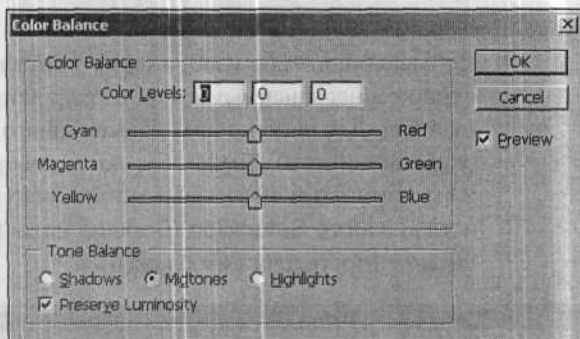 Color Balance
Color Balance
Color Levels: 0 0 0
OK
Cancel
Preview
Cyan Red
Magenta Green
Yellow Blue
Tone Balance
Shadows Midtones Highlights
Preserve Luminosity